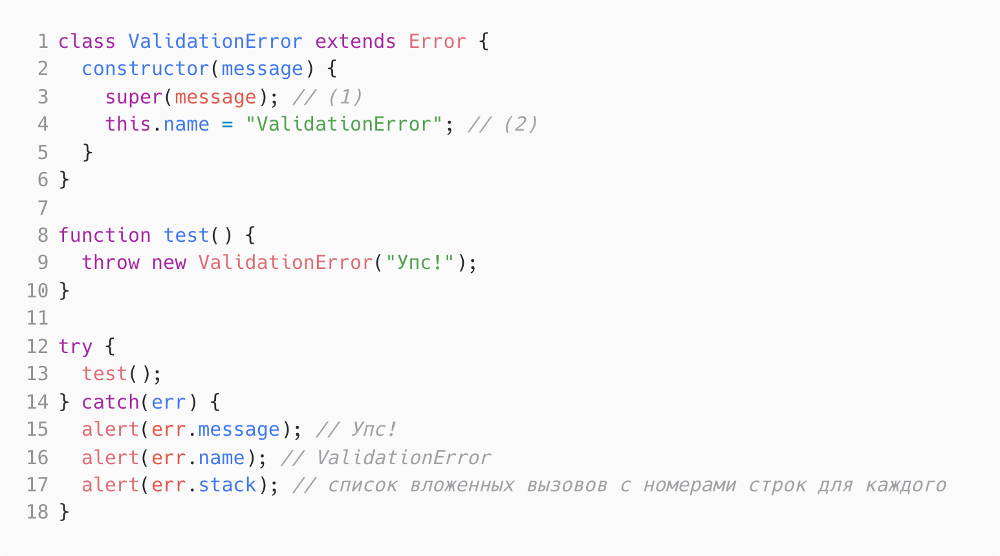 1 class ValidationError extends Error {
2   constructor(message) {
3     super(message); // (1)
4     this.name = "ValidationError"; // (2)
5   }
6 }
7
8 function test() {
9   throw new ValidationError("Упс!");
10 }
11
12 try {
13   test();
14 } catch(err) {
15   alert(err.message); // Упс!
16   alert(err.name); // ValidationError
17   alert(err.stack); // список вложенных вызовов с номерами строк для каждого
18 }